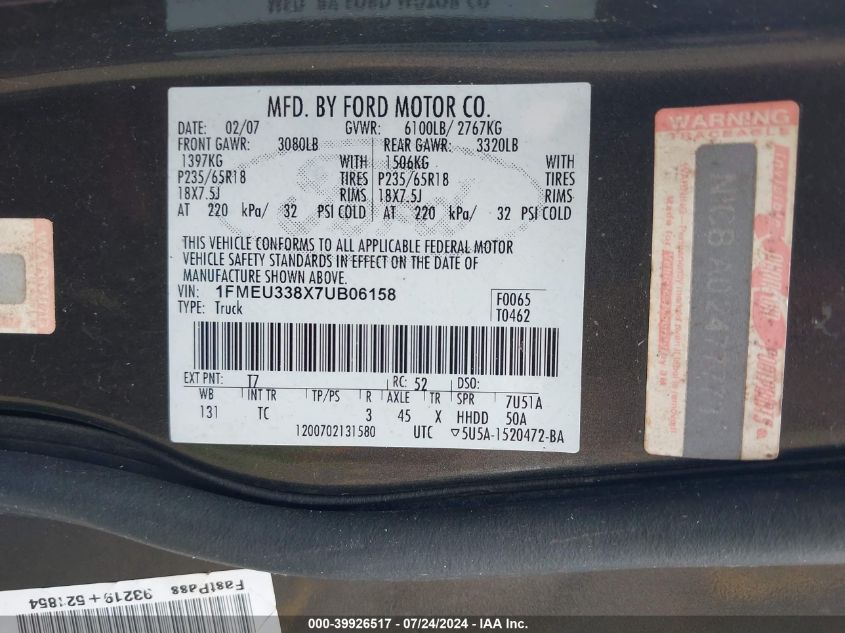 MFD. BY FORD MOTOR CO.
DATE: 02/07 GVWR: 6100LB/ 2767KG
FRONT GAWR: 3080LB REAR GAWR: 3320LB
1397KG WITH 1506KG WITH
P235/65R18 TIRES P235/65R18 TIRES
18X7.5J RIMS 18X7.5J RIMS
AT 220 kPa/ 32 PSI COLD AT 220 kPa/ 32 PSI COLD
THIS VEHICLE CONFORMS TO ALL APPLICABLE FEDERAL MOTOR
VEHICLE SAFETY STANDARDS IN EFFECT ON THE DATE OF
MANUFACTURE SHOWN ABOVE.
VIN: 1FMEU338X7UB06158
TYPE: Truck
F0065
T0462
EXT PNT: T7 RC: 52 DSO:
WB INT TR TP/PS R AXLE TR SPR 7U51A
131 TC 3 45 X HHDD 50A
1200702131580 UTC ▽5U5A-1520472-BA
WARNING
TRACEABLE
FastPass
93219 + 521854
000-39926517 - 07/24/2024 - IAA Inc.